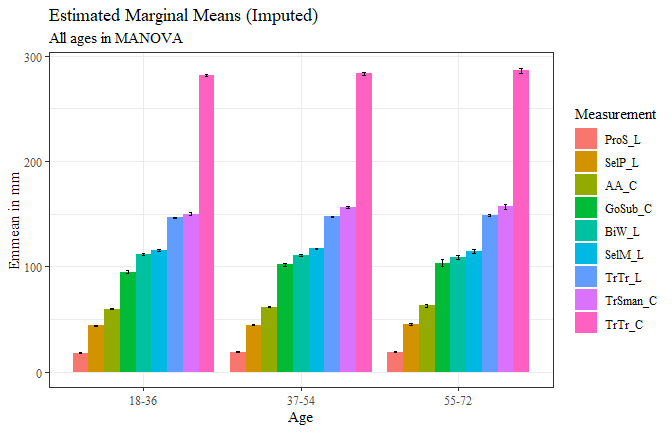 Estimated Marginal Means (Imputed)
All ages in MANOVA
300
200
100
0
Emmean in mm
18-36
37-54
55-72
Age
Measurement
ProS_L
SelP_L
AA_C
GoSub_C
BiW_L
SelM_L
TrTr_L
TrSman_C
TrTr_C